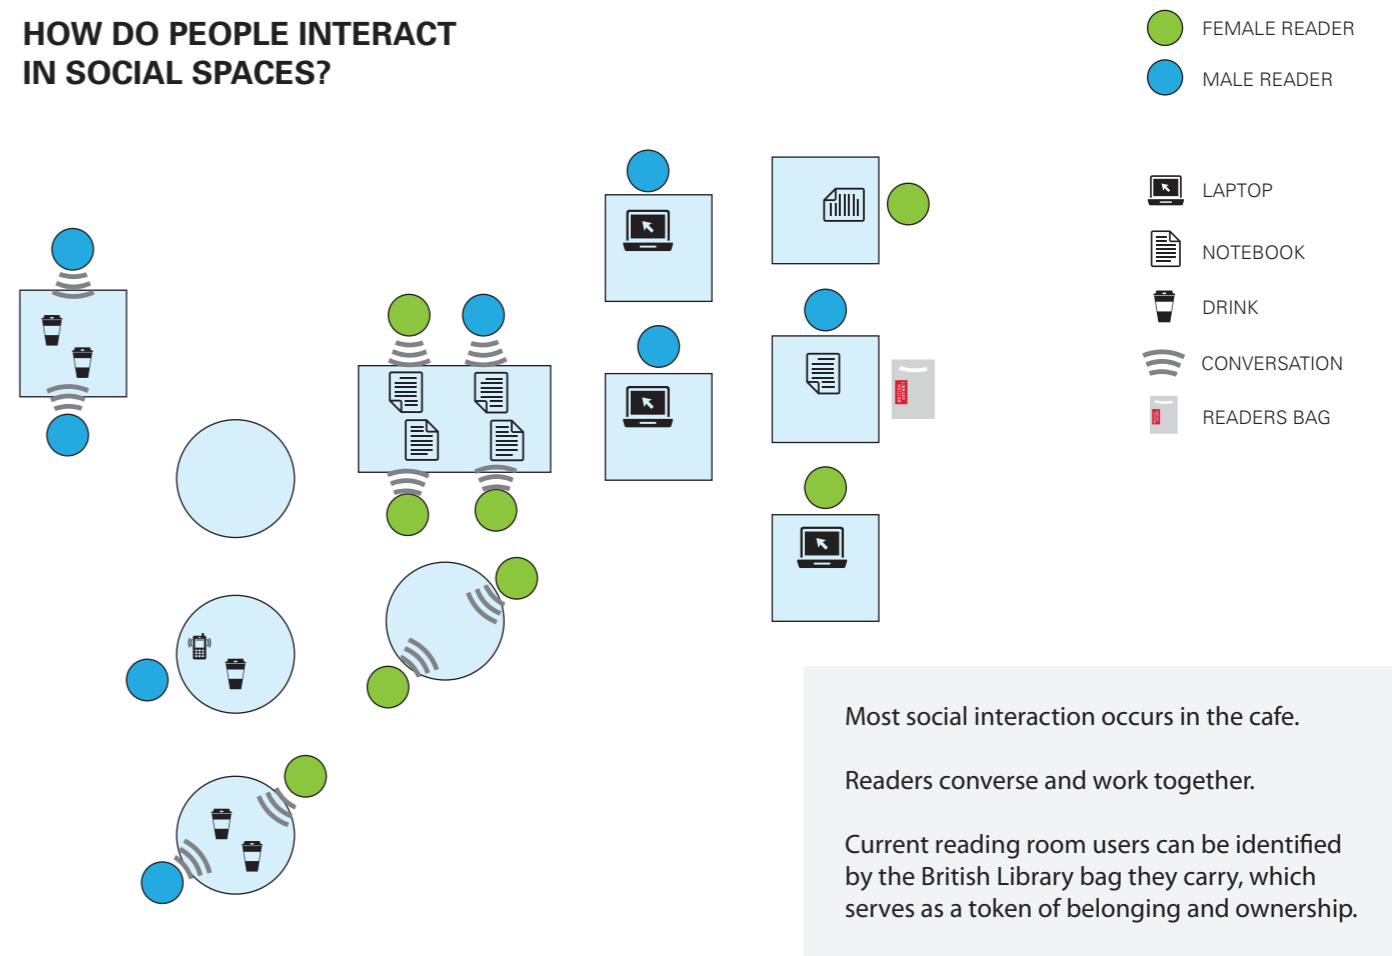 HOW DO PEOPLE INTERACT
IN SOCIAL SPACES?
FEMALE READER
MALE READER
LAPTOP
NOTEBOOK
DRINK
CONVERSATION
READERS BAG
Most social interaction occurs in the cafe.
Readers converse and work together.
Current reading room users can be identified
by the British Library bag they carry, which
serves as a token of belonging and ownership.